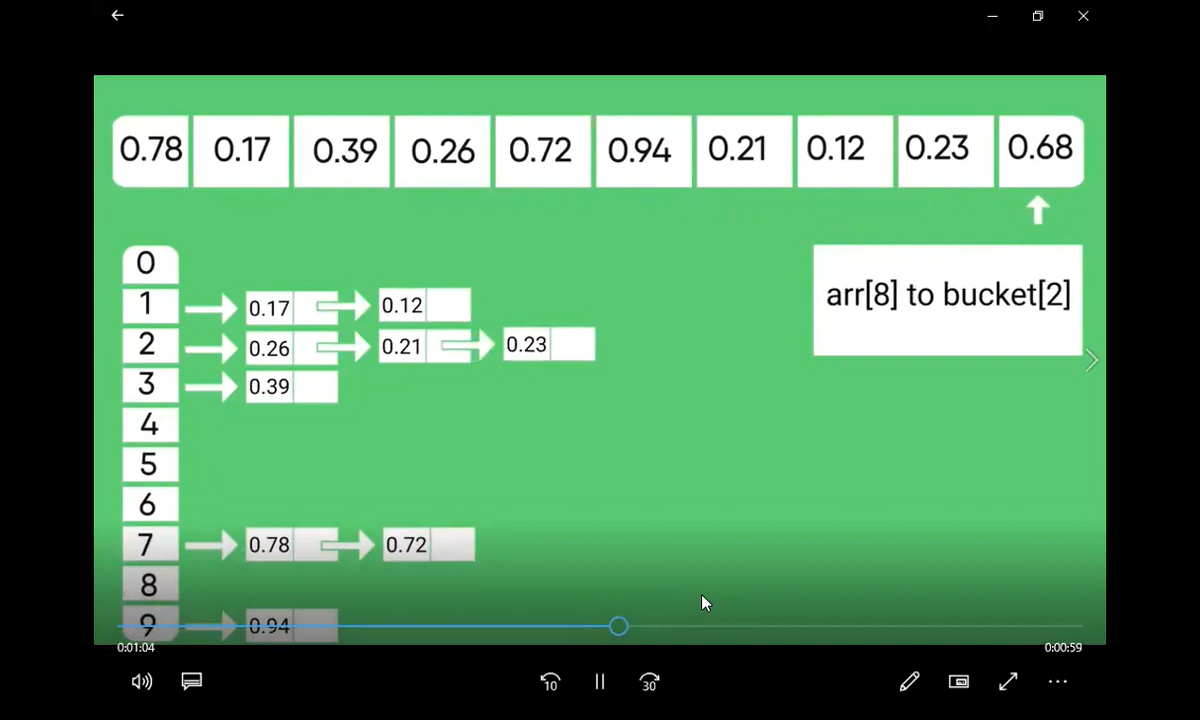 0.78 0.17 0.39 0.26 0.72 0.94 0.21 0.12 0.23 0.68
arr[8] to bucket[2]
0
1 0.17 0.12
2 0.26 0.21 0.23
3 0.39
4
5
6
7 0.78 0.72
8
9 0.94
0:01:04 0:00:59
10 30